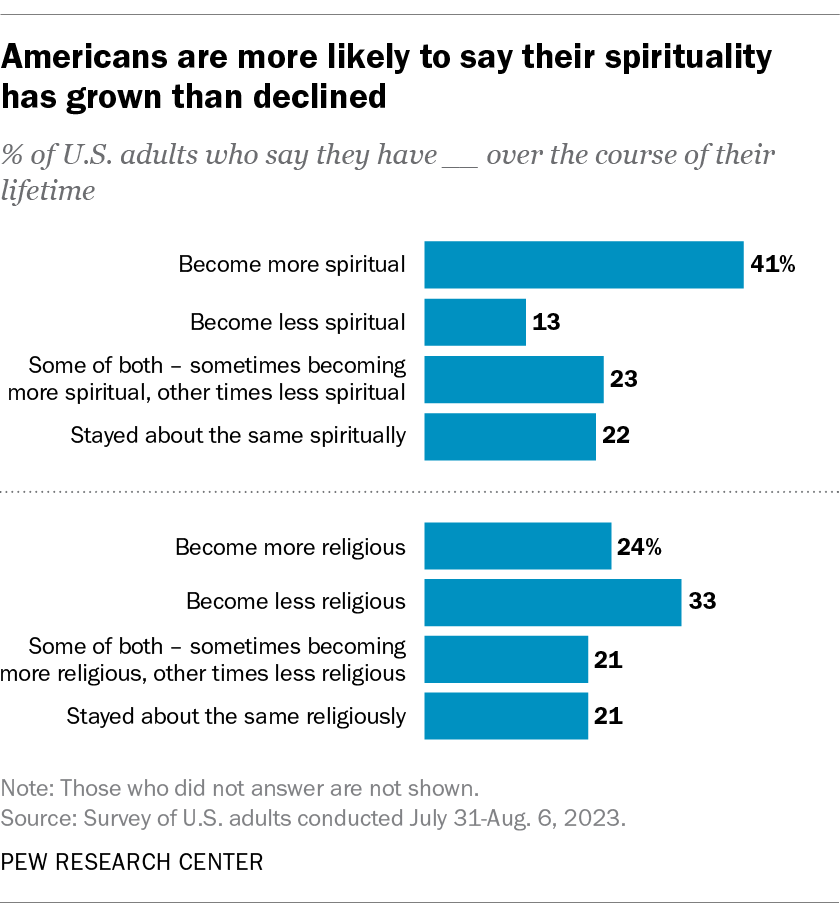 Americans are more likely to say their spirituality
has grown than declined
% of U.S. adults who say they have __ over the course of their
lifetime
Become more spiritual 41%
Become less spiritual 13
Some of both – sometimes becoming
more spiritual, other times less spiritual 23
Stayed about the same spiritually 22
Become more religious 24%
Become less religious 33
Some of both – sometimes becoming
more religious, other times less religious 21
Stayed about the same religiously 21
Note: Those who did not answer are not shown.
Source: Survey of U.S. adults conducted July 31-Aug. 6, 2023.
PEW RESEARCH CENTER